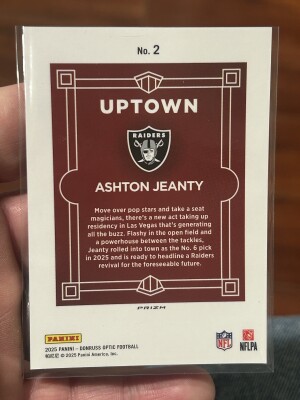 No. 2
UPTOWN
RAIDERS
ASHTON JEANTY
Move over pop stars and take a seat
magicians, there's a new act taking up
residency in Las Vegas that's generating
all the buzz. Flashy in the open field and
a powerhouse between the tackles,
Jeanty rolled into town as the No. 6 pick
in 2025 and is ready to headline a Raiders
revival for the foreseeable future.
PRIZM
PANINI
2025 PANINI – DONRUSS OPTIC FOOTBALL
© 2025 Panini America, Inc.
NFL
NFLPA